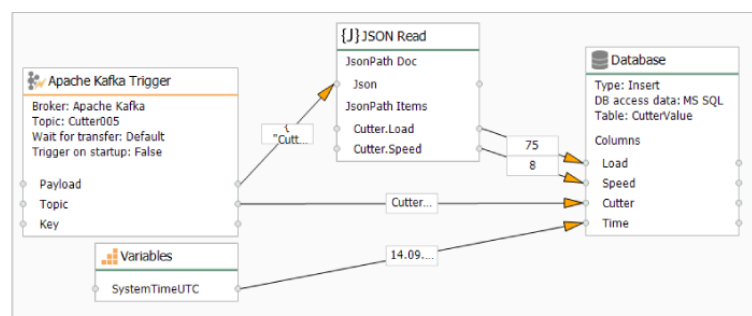 {J} JSON Read
JsonPath Doc
Json
JsonPath Items
Cutter.Load
Cutter.Speed
Apache Kafka Trigger
Broker: Apache Kafka
Topic: Cutter005
Wait for transfer: Default
Trigger on startup: False
Payload
Topic
Key
{
"Cutt...
75
8
Cutter...
14.09....
Database
Type: Insert
DB access data: MS SQL
Table: CutterValue
Columns
Load
Speed
Cutter
Time
Variables
SystemTimeUTC